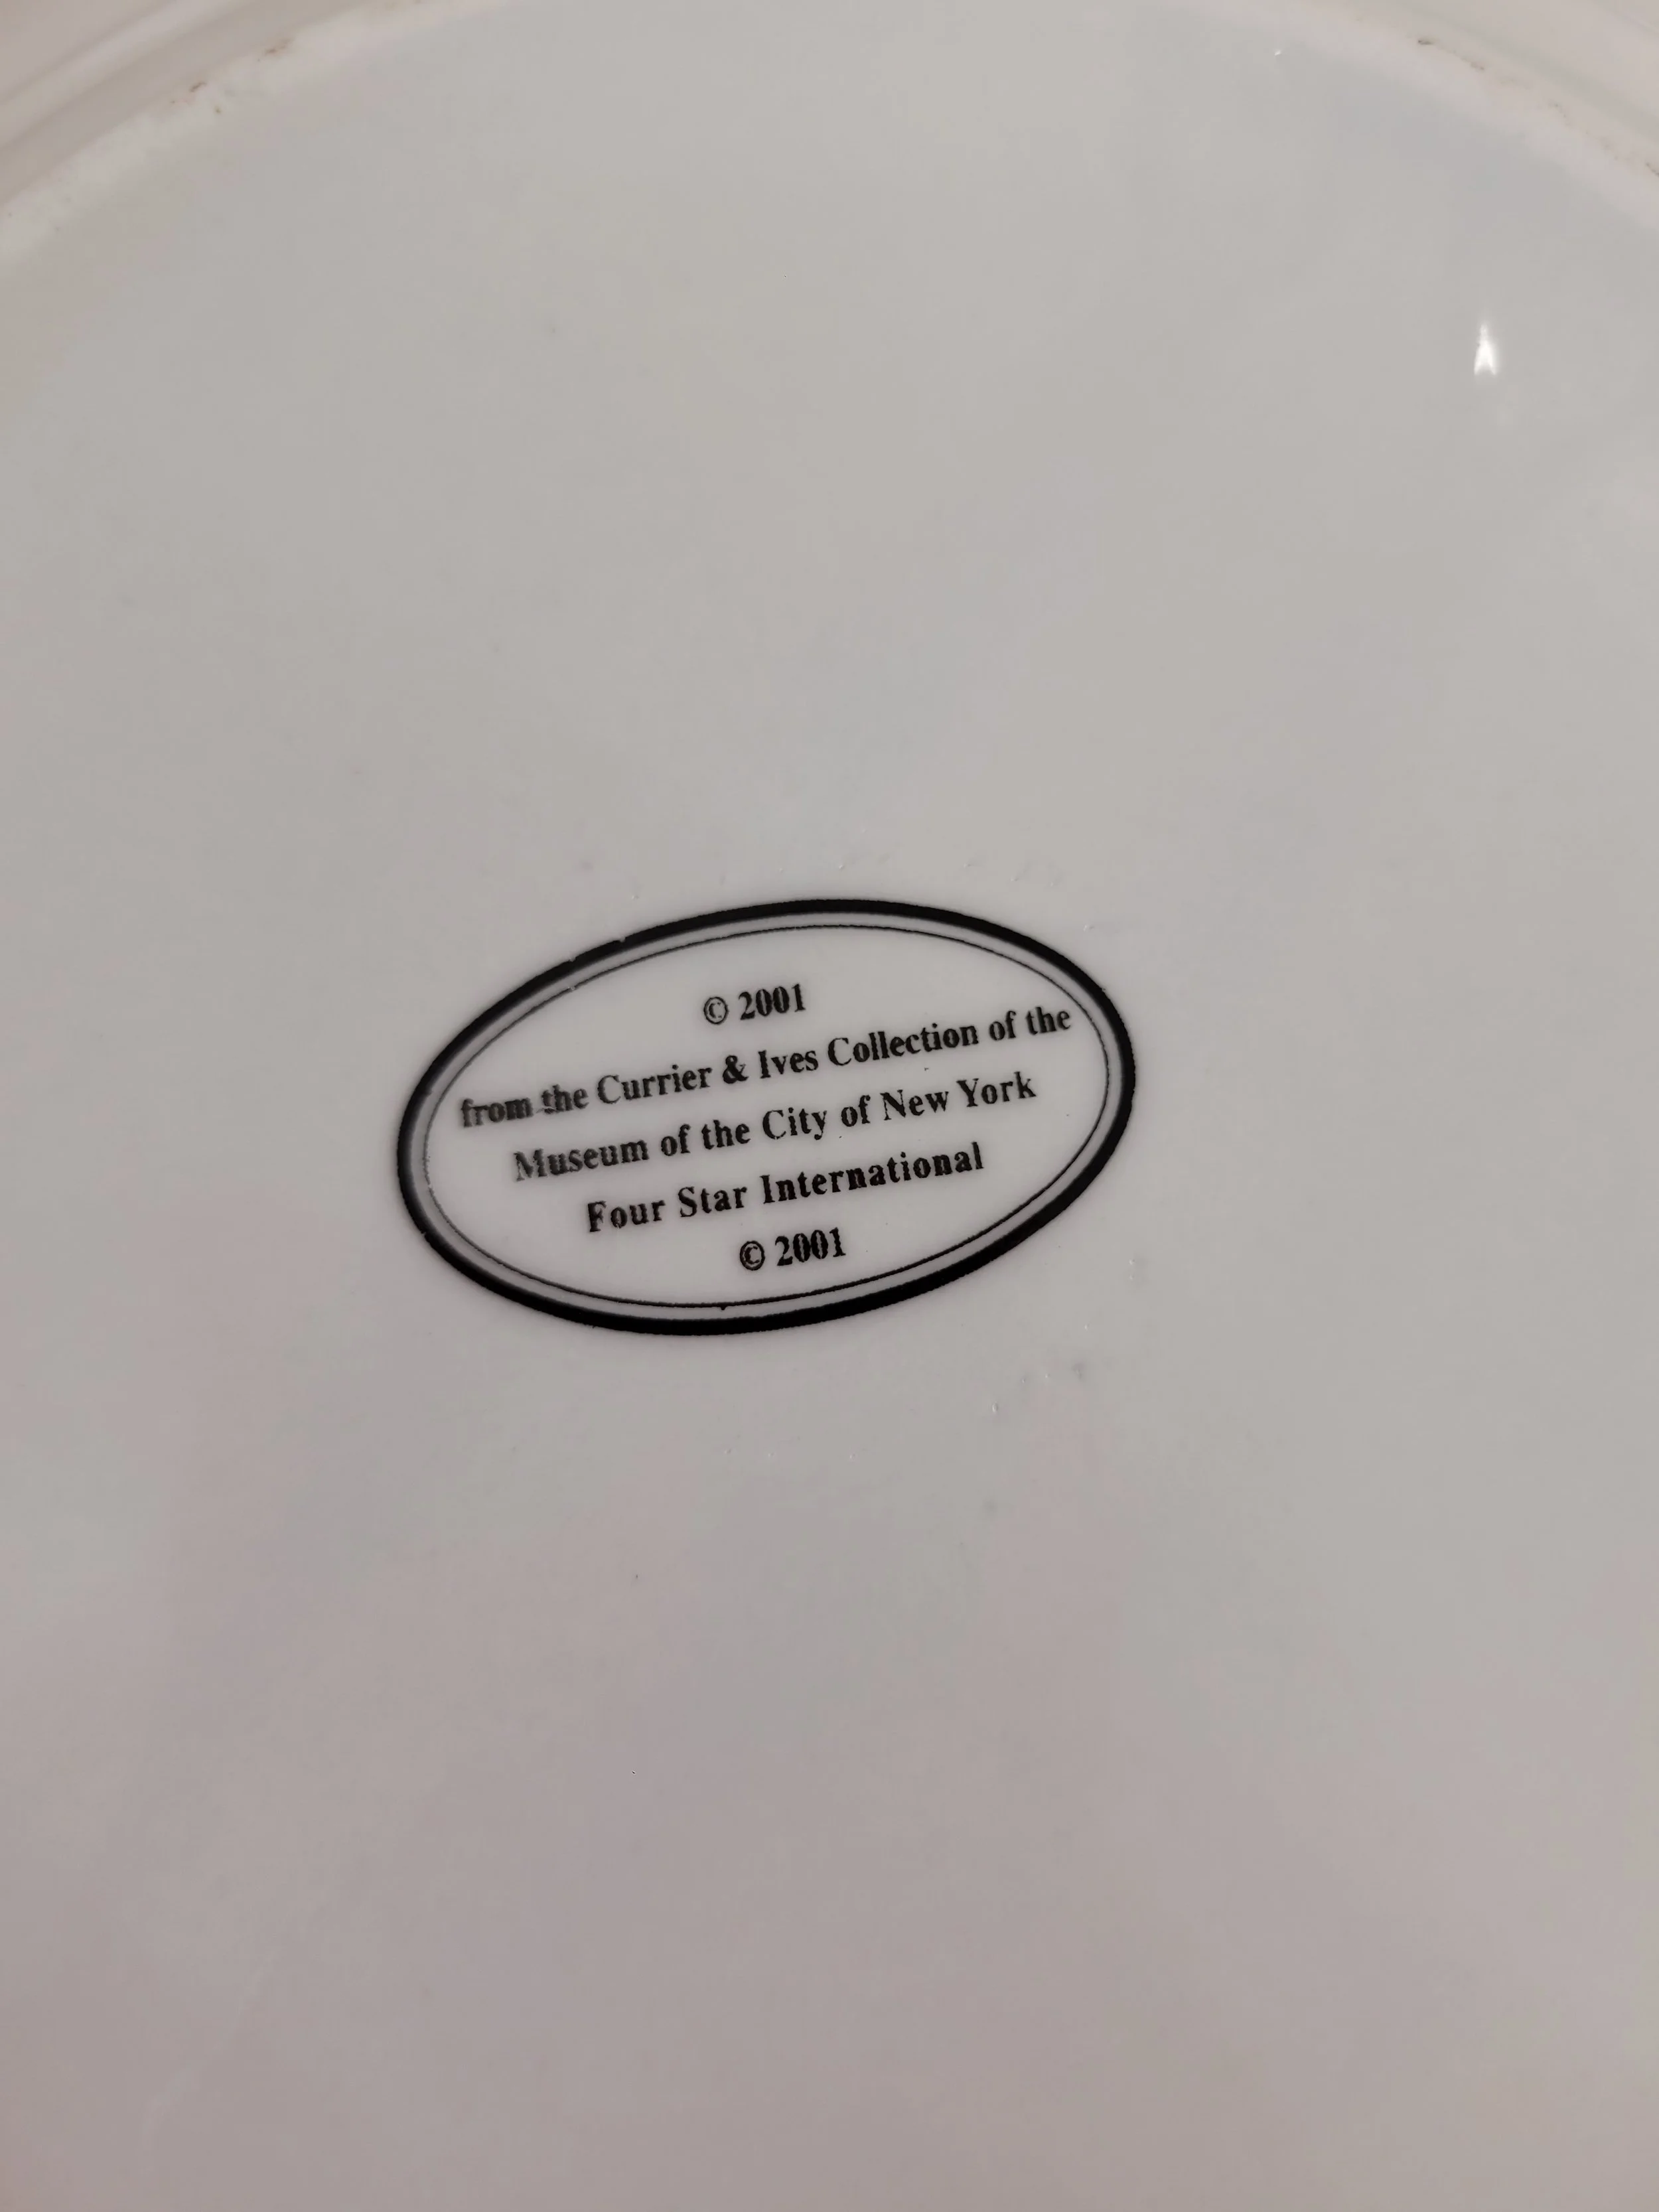 © 2001
from the Currier & Ives Collection of the
Museum of the City of New York
Four Star International
© 2001